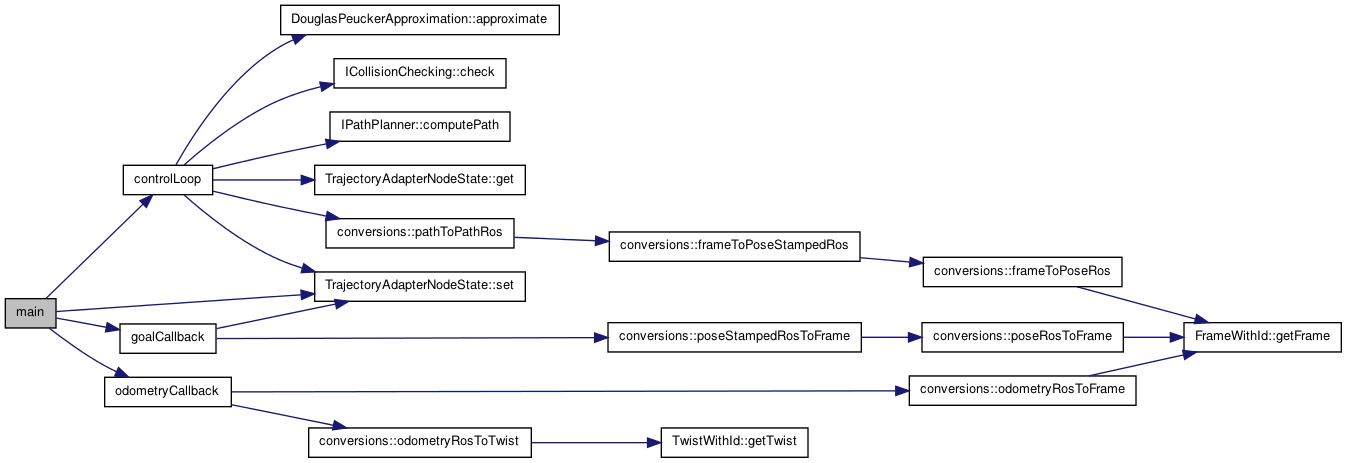 DouglasPeuckerApproximation::approximate
ICollisionChecking::check
IPathPlanner::computePath
controlLoop
TrajectoryAdapterNodeState::get
conversions::pathToPathRos
conversions::frameToPoseStampedRos
conversions::frameToPoseRos
TrajectoryAdapterNodeState::set
main
goalCallback
conversions::poseStampedRosToFrame
conversions::poseRosToFrame
FrameWithId::getFrame
odometryCallback
conversions::odometryRosToFrame
conversions::odometryRosToTwist
TwistWithId::getTwist